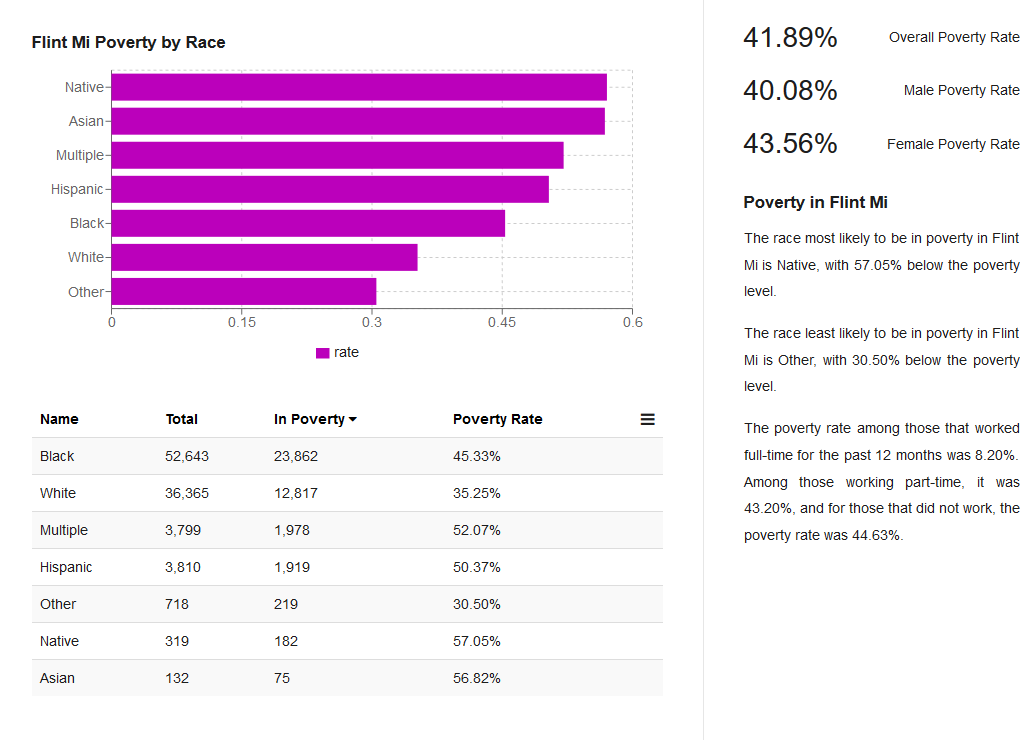 Flint Mi Poverty by Race
Native
Asian
Multiple
Hispanic
Black
White
Other
0 0.15 0.3 0.45 0.6
rate
Name Total In Poverty Poverty Rate
Black 52,643 23,862 45.33%
White 36,365 12,817 35.25%
Multiple 3,799 1,978 52.07%
Hispanic 3,810 1,919 50.37%
Other 718 219 30.50%
Native 319 182 57.05%
Asian 132 75 56.82%
41.89% Overall Poverty Rate
40.08% Male Poverty Rate
43.56% Female Poverty Rate
Poverty in Flint Mi
The race most likely to be in poverty in Flint
Mi is Native, with 57.05% below the poverty
level.
The race least likely to be in poverty in Flint
Mi is Other, with 30.50% below the poverty
level.
The poverty rate among those that worked
full-time for the past 12 months was 8.20%.
Among those working part-time, it was
43.20%, and for those that did not work, the
poverty rate was 44.63%.